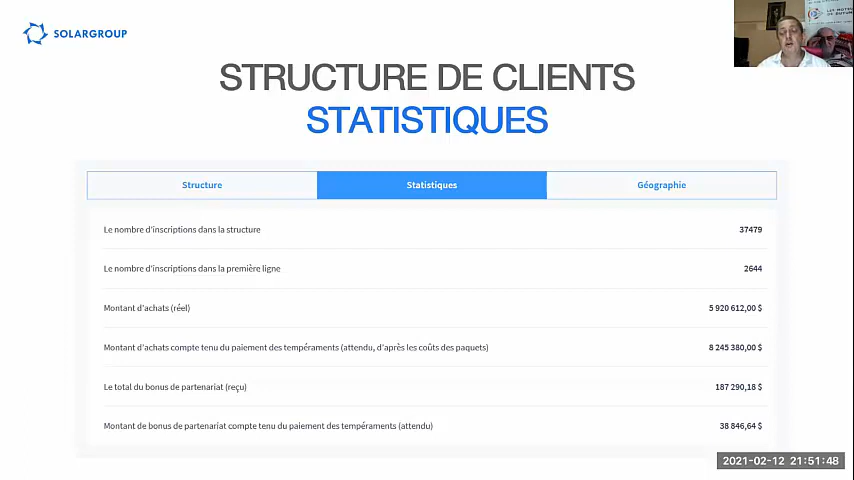 SOLARGROUP
STRUCTURE DE CLIENTS
STATISTIQUES
Structure
Statistiques
Géographie
Le nombre d'inscriptions dans la structure
37479
Le nombre d'inscriptions dans la première ligne
2644
Montant d'achats (réel)
5 920 612,00 $
Montant d'achats compte tenu du paiement des tempéraments (attendu, d'après les coûts des paquets)
8 245 380,00 $
Le total du bonus de partenariat (reçu)
187 290,18 $
Montant de bonus de partenariat compte tenu du paiement des tempéraments (attendu)
38 846,64 $
2021-02-12 21:51:48